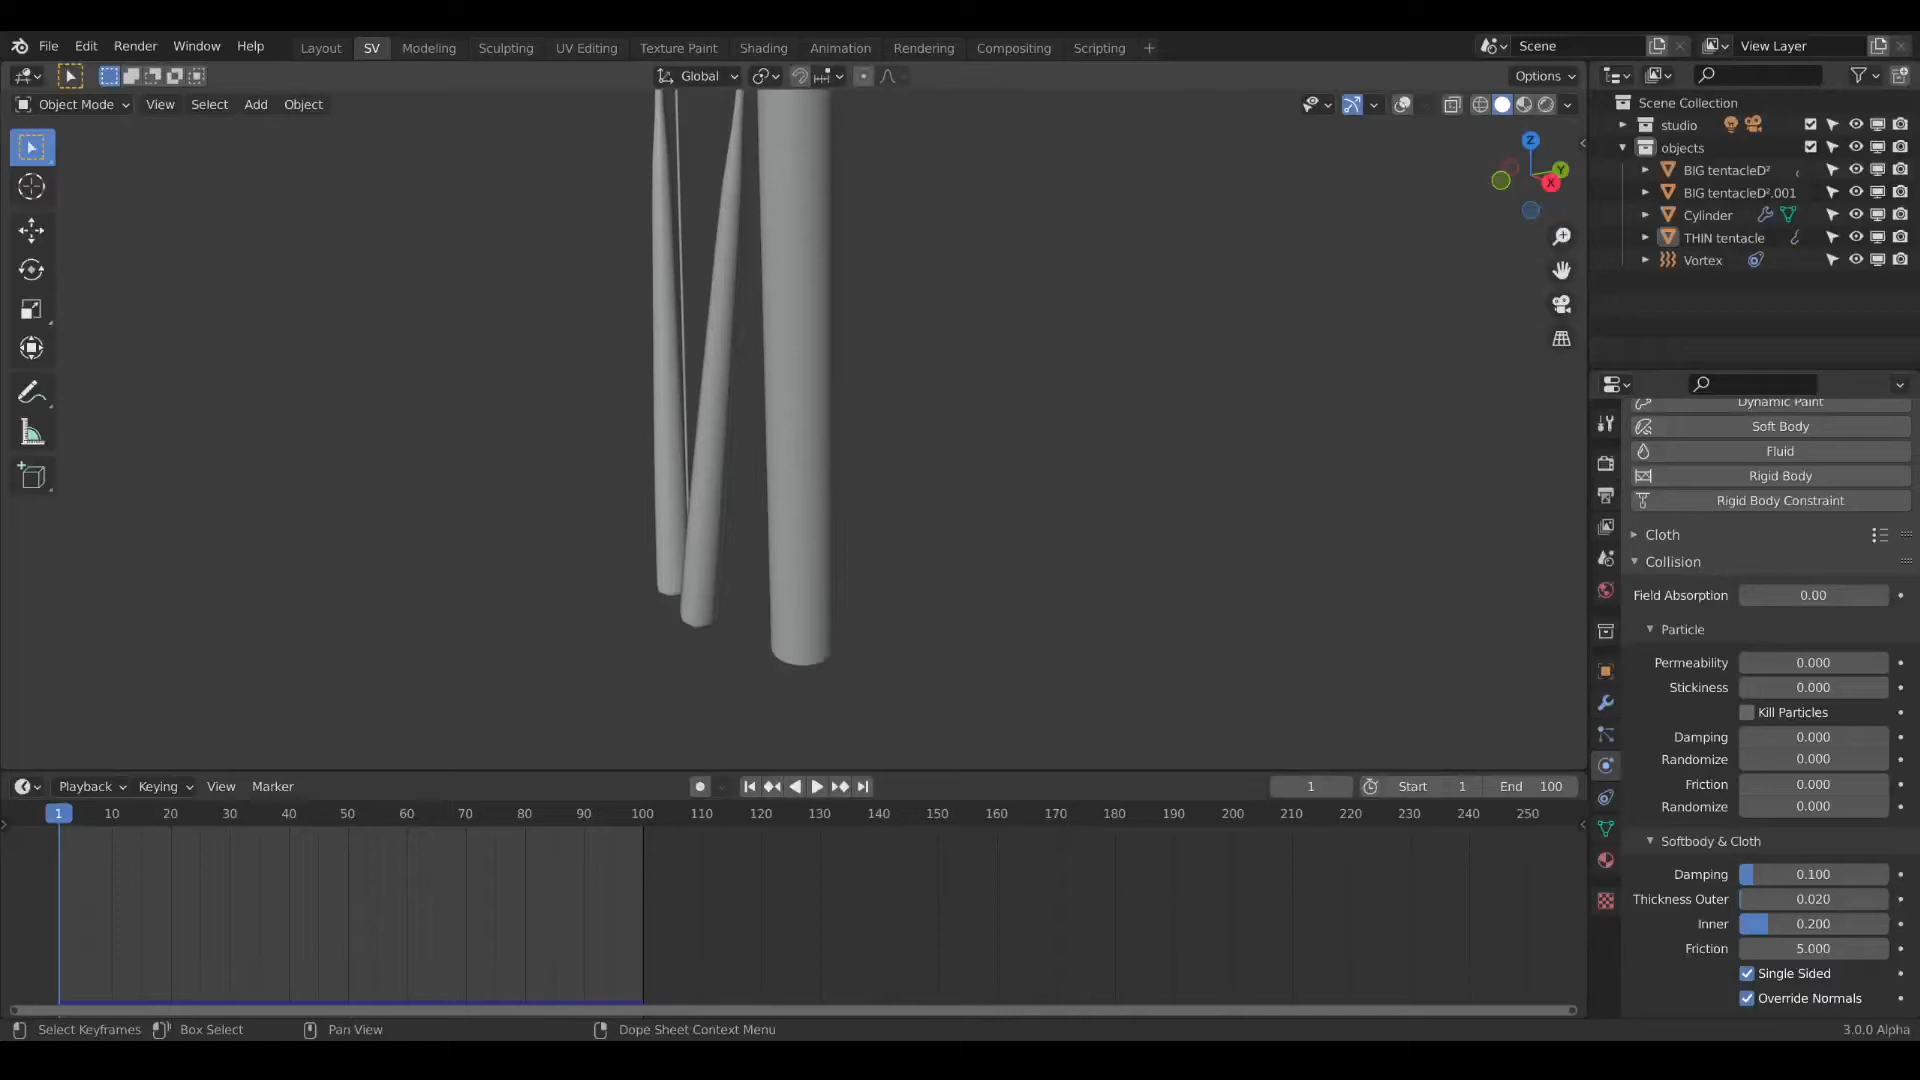 File Edit Render Window Help
Layout SV Modeling Sculpting UV Editing Texture Paint Shading Animation Rendering Compositing Scripting +
Scene
View Layer
Global
Options
Object Mode View Select Add Object
Z
Y
X
Scene Collection
studio
objects
BIG tentacleD²
BIG tentacleD².001
Cylinder
THIN tentacle
Vortex
Dynamic Paint
Soft Body
Fluid
Rigid Body
Rigid Body Constraint
Cloth
Collision
Field Absorption 0.00
Particle
Permeability 0.000
Stickiness 0.000
Kill Particles
Damping 0.000
Randomize 0.000
Friction 0.000
Randomize 0.000
Softbody & Cloth
Damping 0.100
Thickness Outer 0.020
Inner 0.200
Friction 5.000
Single Sided
Override Normals
Playback Keying View Marker
1 Start 1 End 100
1 10 20 30 40 50 60 70 80 90 100 110 120 130 140 150 160 170 180 190 200 210 220 230 240 250
Select Keyframes Box Select Pan View Dope Sheet Context Menu 3.0.0 Alpha